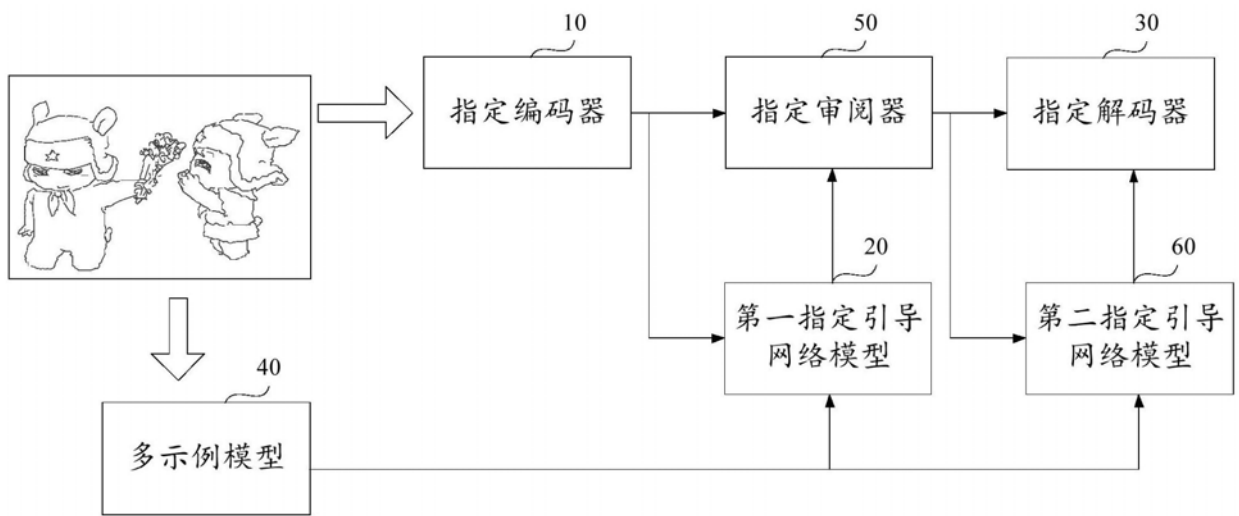 10
50
30
指定编码器
指定审阅器
指定解码器
20
60
第一指定引导
网络模型
第二指定引导
网络模型
40
多示例模型